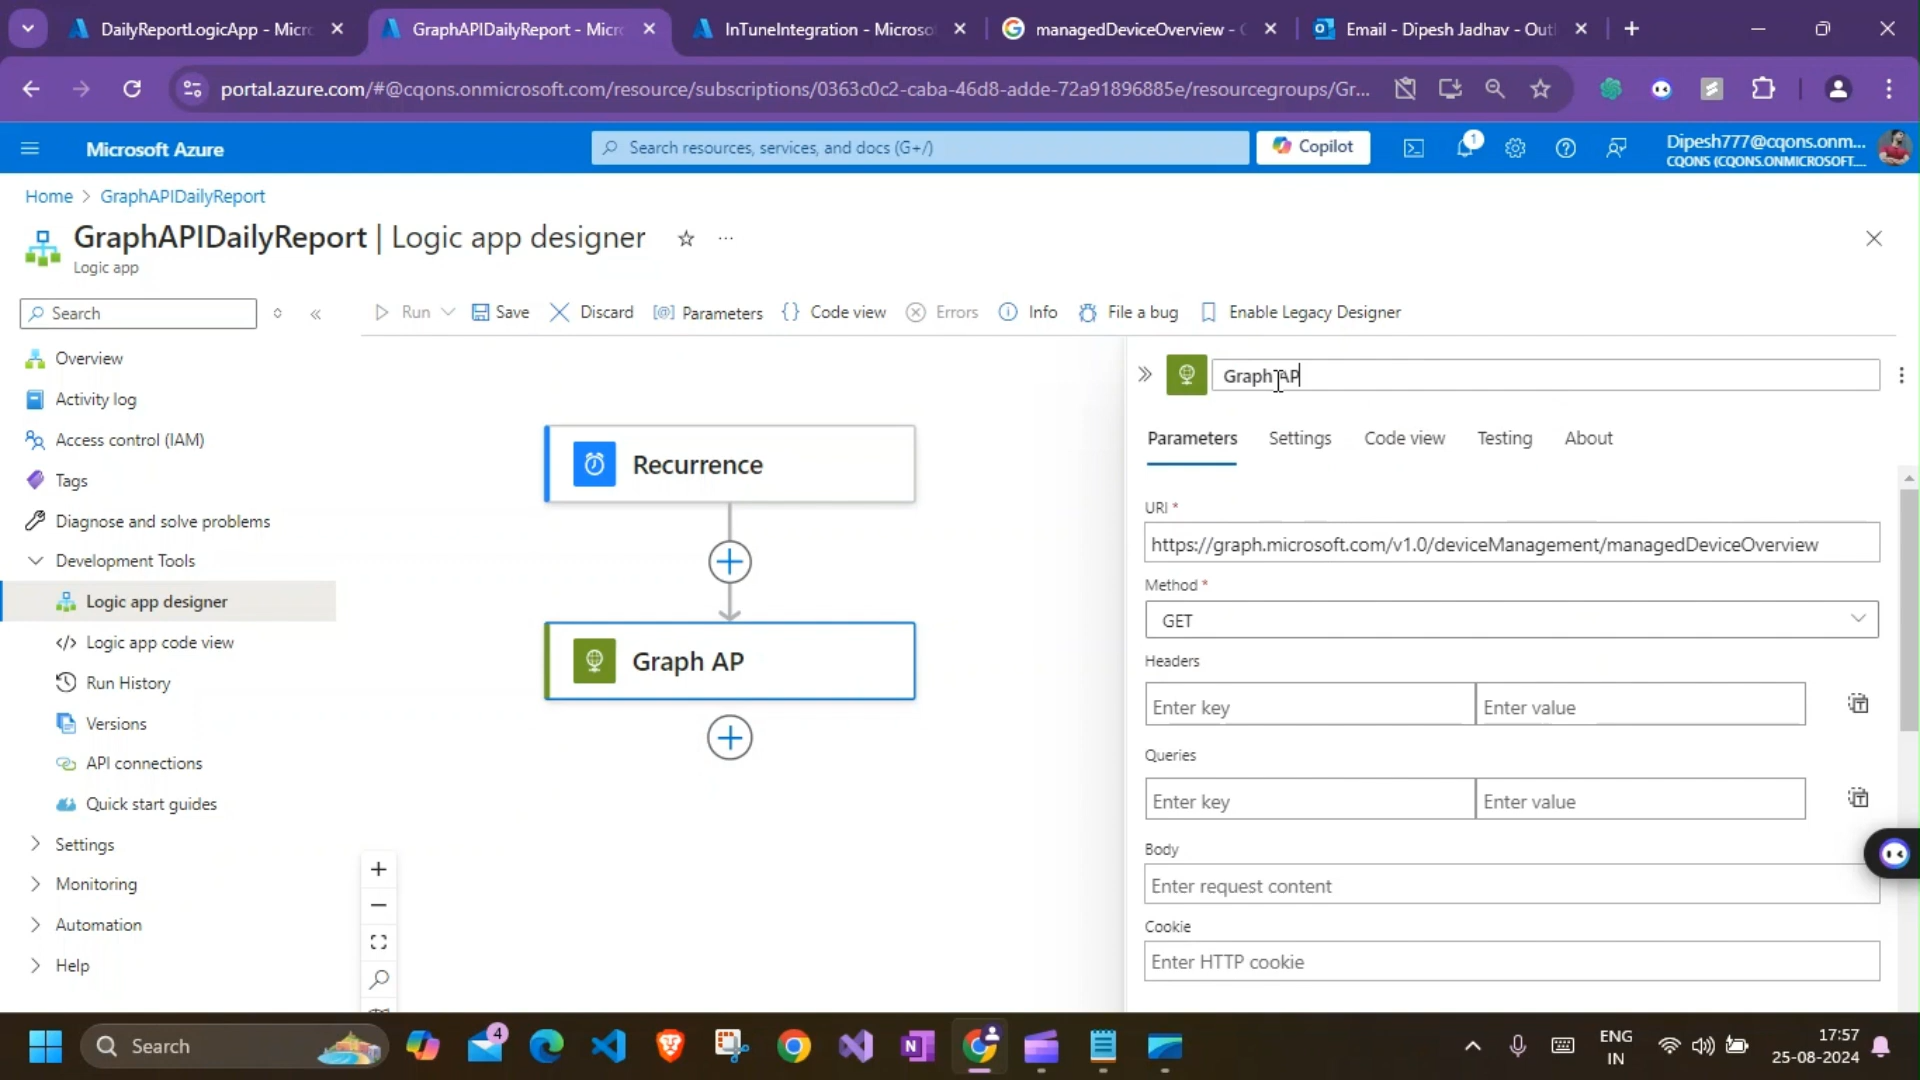 DailyReportLogicApp - Micr
GraphAPIDailyReport - Micr
InTuneIntegration - Microso
managedDeviceOverview -
Email - Dipesh Jadhav - Out
portal.azure.com/#@cqons.onmicrosoft.com/resource/subscriptions/0363c0c2-caba-46d8-adde-72a91896885e/resourcegroups/Gr...
Microsoft Azure
Search resources, services, and docs (G+/)
Copilot
1
Dipesh777@cqons.onm...
CQONS (CQONS.ONMICROSOFT....
Home > GraphAPIDailyReport
GraphAPIDailyReport | Logic app designer
Logic app
Search
Run
Save
Discard
Parameters
Code view
Errors
Info
File a bug
Enable Legacy Designer
Overview
Activity log
Access control (IAM)
Tags
Diagnose and solve problems
Development Tools
Logic app designer
Logic app code view
Run History
Versions
API connections
Quick start guides
Settings
Monitoring
Automation
Help
Recurrence
Graph AP
Graph AP
Parameters
Settings
Code view
Testing
About
URI *
https://graph.microsoft.com/v1.0/deviceManagement/managedDeviceOverview
Method *
GET
Headers
Enter key
Enter value
Queries
Enter key
Enter value
Body
Enter request content
Cookie
Enter HTTP cookie
Search
4
ENG
IN
17:57
25-08-2024